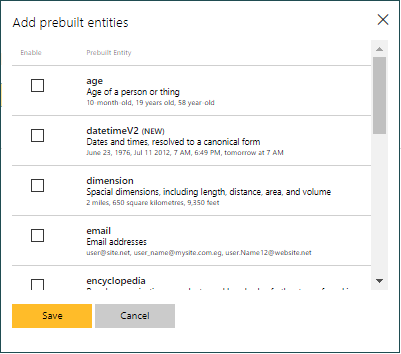 Add prebuilt entities
Enable Prebuilt Entity
age
Age of a person or thing
10-month-old, 19 years old, 58 year-old
datetimeV2 (NEW)
Dates and times, resolved to a canonical form
June 23, 1976, Jul 11 2012, 7 AM, 6:49 PM, tomorrow at 7 AM
dimension
Spacial dimensions, including length, distance, area, and volume
2 miles, 650 square kilometres, 9,350 feet
email
Email addresses
user@site.net, user_name@mysite.com.eg, user.Name12@website.net
encyclopedia
Save Cancel